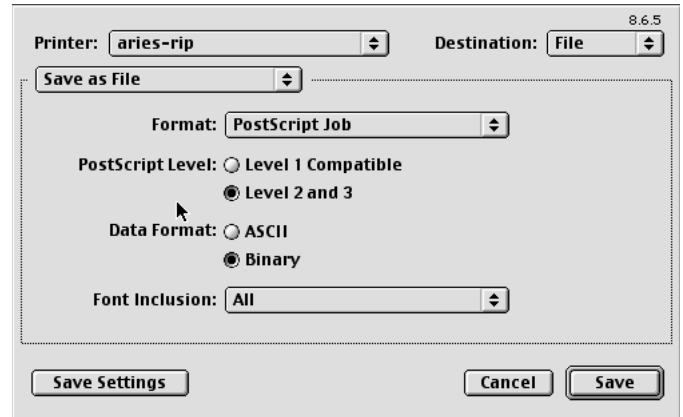 8.6.5
Printer: aries-rip Destination: File
Save as File
Format: PostScript Job
PostScript Level: Level 1 Compatible
Level 2 and 3
Data Format: ASCII
Binary
Font Inclusion: All
Save Settings Cancel Save